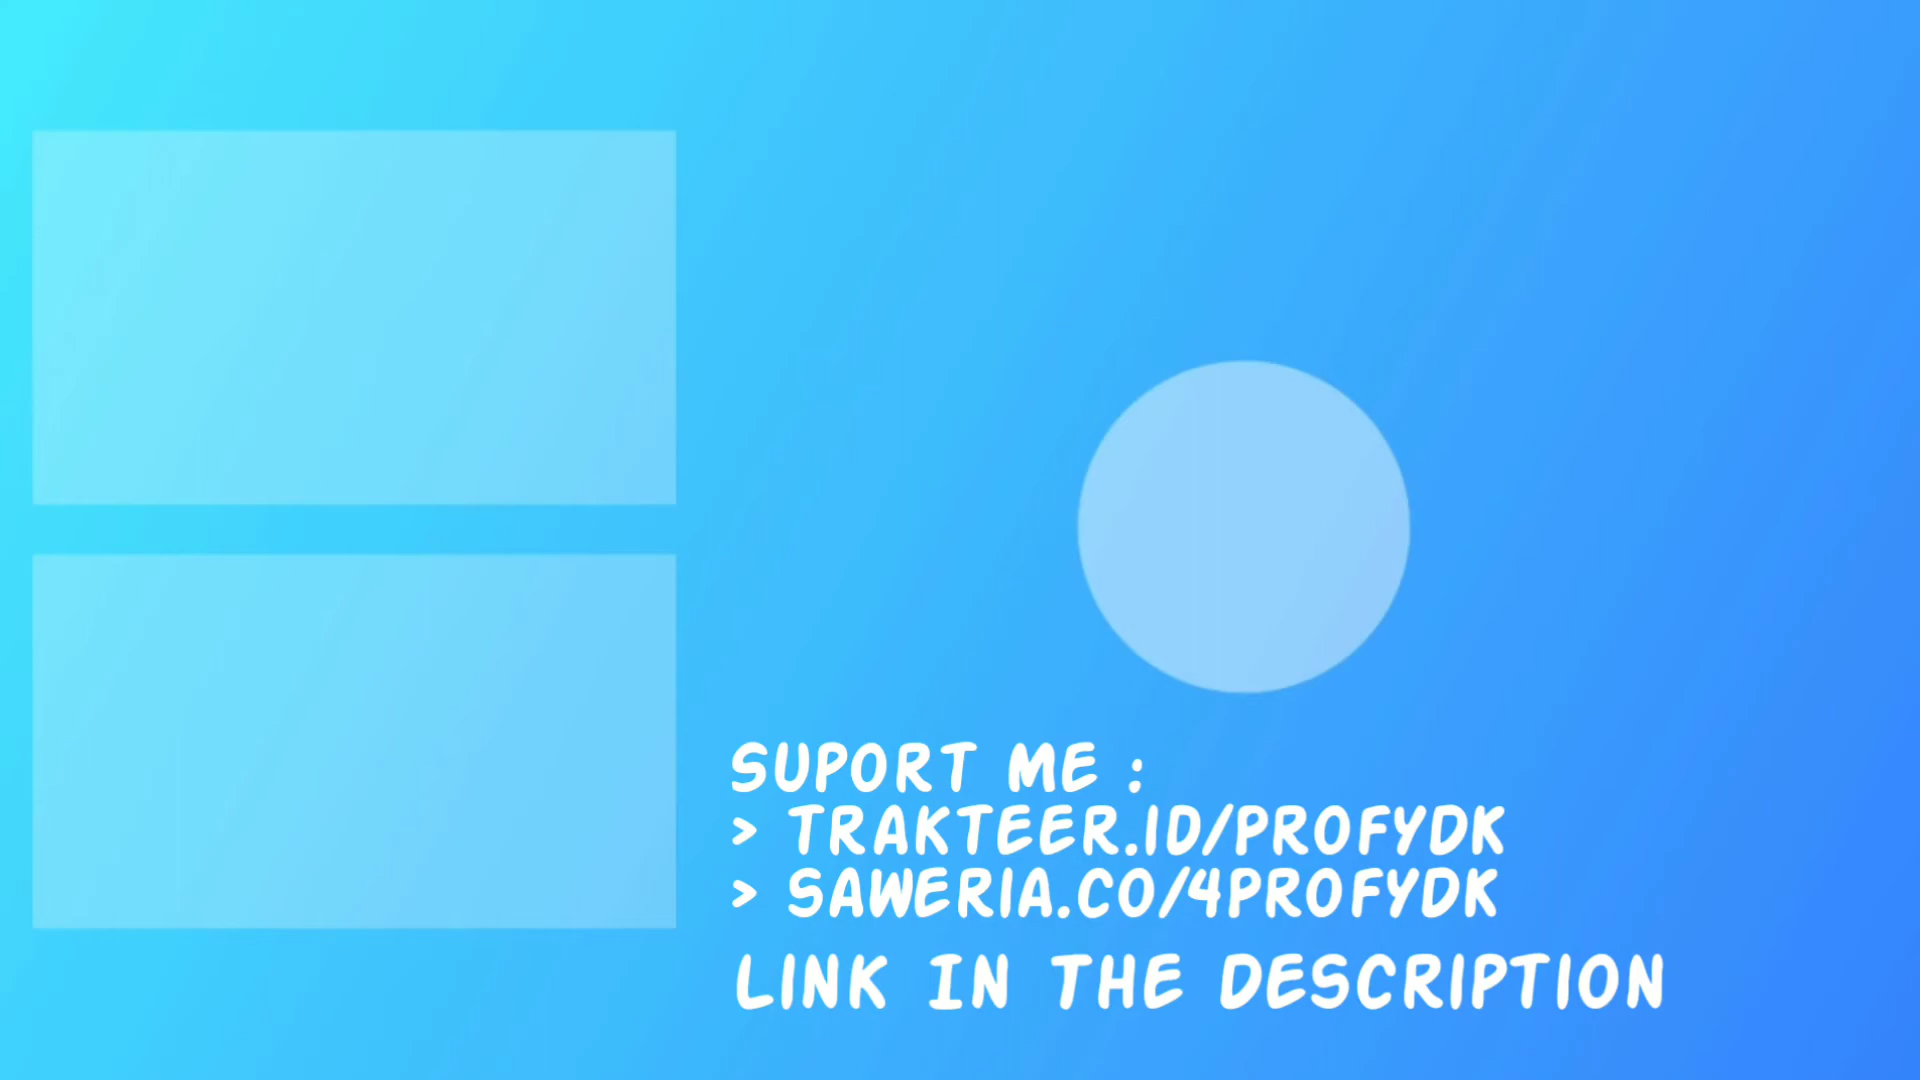 SUPORT ME :
> TRAKTEER.ID/PROFYDK
> SAWERIA.CO/4PROFYDK
LINK IN THE DESCRIPTION